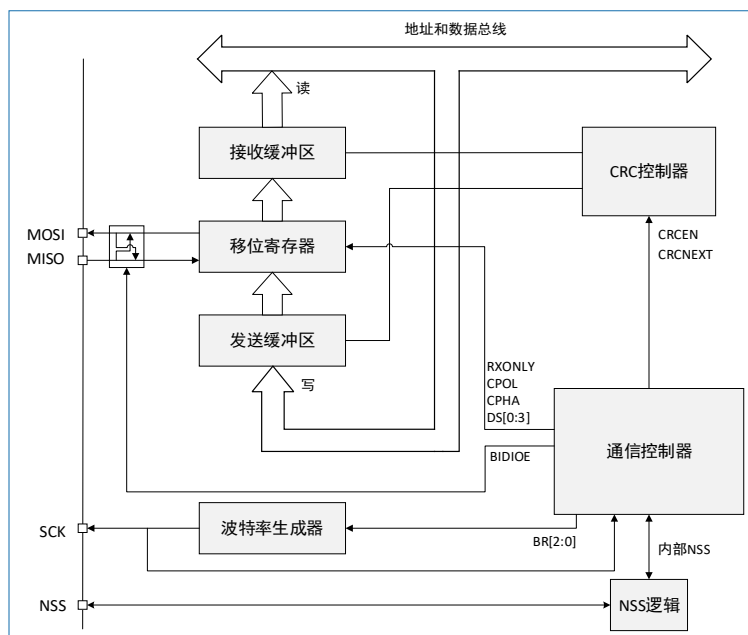 地址和数据总线
读
接收缓冲区
CRC控制器
MOSI
MISO
移位寄存器
CRCEN
CRCNEXT
发送缓冲区
写
RXONLY
CPOL
CPHA
DS[0:3]
BIDIOE
通信控制器
SCK
波特率生成器
BR[2:0]
内部NSS
NSS
NSS逻辑